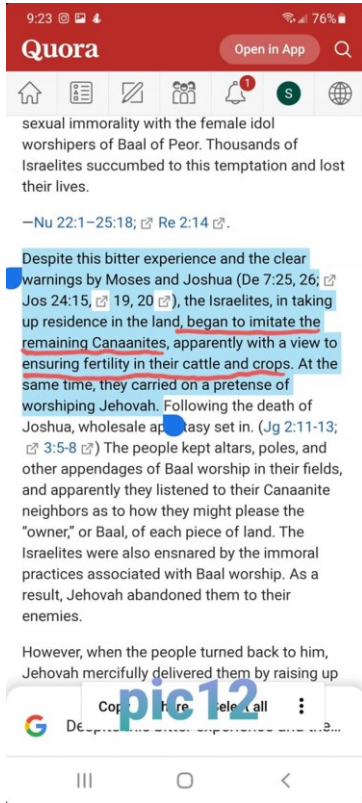 9:23
76%
Quora
Open in App
1
S
sexual immorality with the female idol
worshipers of Baal of Peor. Thousands of
Israelites succumbed to this temptation and lost
their lives.
—Nu 22:1–25:18; Re 2:14 .
Despite this bitter experience and the clear
warnings by Moses and Joshua (De 7:25, 26;
Jos 24:15, 19, 20 ), the Israelites, in taking
up residence in the land, began to imitate the
remaining Canaanites, apparently with a view to
ensuring fertility in their cattle and crops. At the
same time, they carried on a pretense of
worshiping Jehovah. Following the death of
Joshua, wholesale set in. (Jg 2:11-13;
3:5-8 ) The people kept altars, poles, and
other appendages of Baal worship in their fields,
and apparently they listened to their Canaanite
neighbors as to how they might please the
“owner,” or Baal, of each piece of land. The
Israelites were also ensnared by the immoral
practices associated with Baal worship. As a
result, Jehovah abandoned them to their
enemies.
However, when the people turned back to him,
Jehovah mercifully delivered them by raising up
pic12
all
G